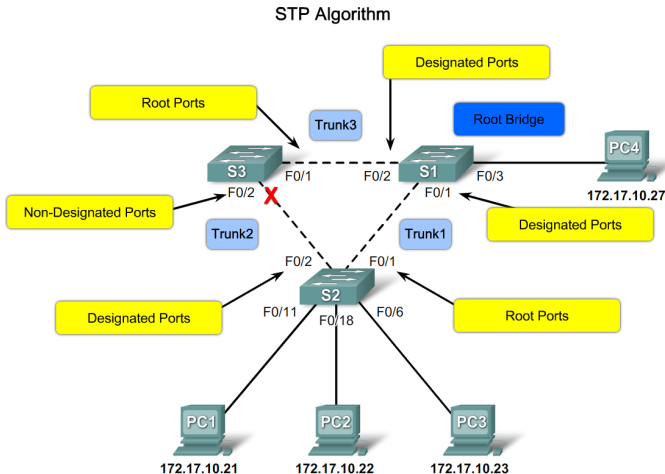 STP Algorithm
Designated Ports
Root Ports
Trunk3
Root Bridge
PC4
S3
S1
F0/1
F0/2
F0/3
F0/2
X
F0/1
172.17.10.27
Non-Designated Ports
Trunk2
Trunk1
Designated Ports
F0/2
F0/1
S2
Designated Ports
Root Ports
F0/11
F0/18
F0/6
PC1
PC2
PC3
172.17.10.21
172.17.10.22
172.17.10.23